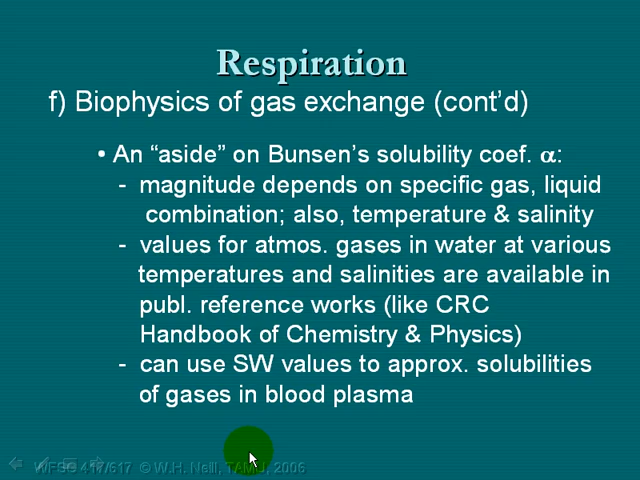 Respiration
f) Biophysics of gas exchange (cont’d)
• An “aside” on Bunsen’s solubility coef. α:
- magnitude depends on specific gas, liquid
combination; also, temperature & salinity
- values for atmos. gases in water at various
temperatures and salinities are available in
publ. reference works (like CRC
Handbook of Chemistry & Physics)
- can use SW values to approx. solubilities
of gases in blood plasma
WFSC 417/617 © W.H. Neill, TAMU, 2006